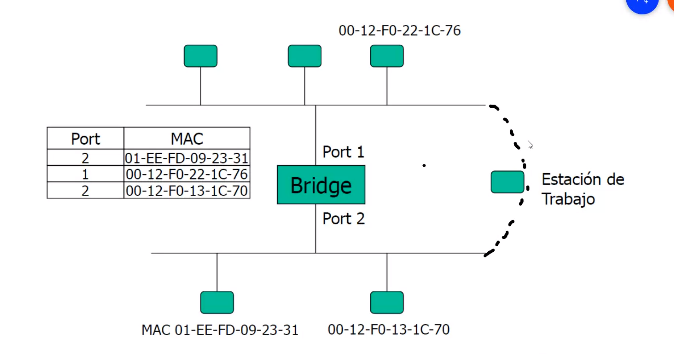 00-12-F0-22-1C-76
Port MAC
2 01-EE-FD-09-23-31
1 00-12-F0-22-1C-76
2 00-12-F0-13-1C-70
Port 1
Bridge
Port 2
Estación de
Trabajo
MAC 01-EE-FD-09-23-31
00-12-F0-13-1C-70